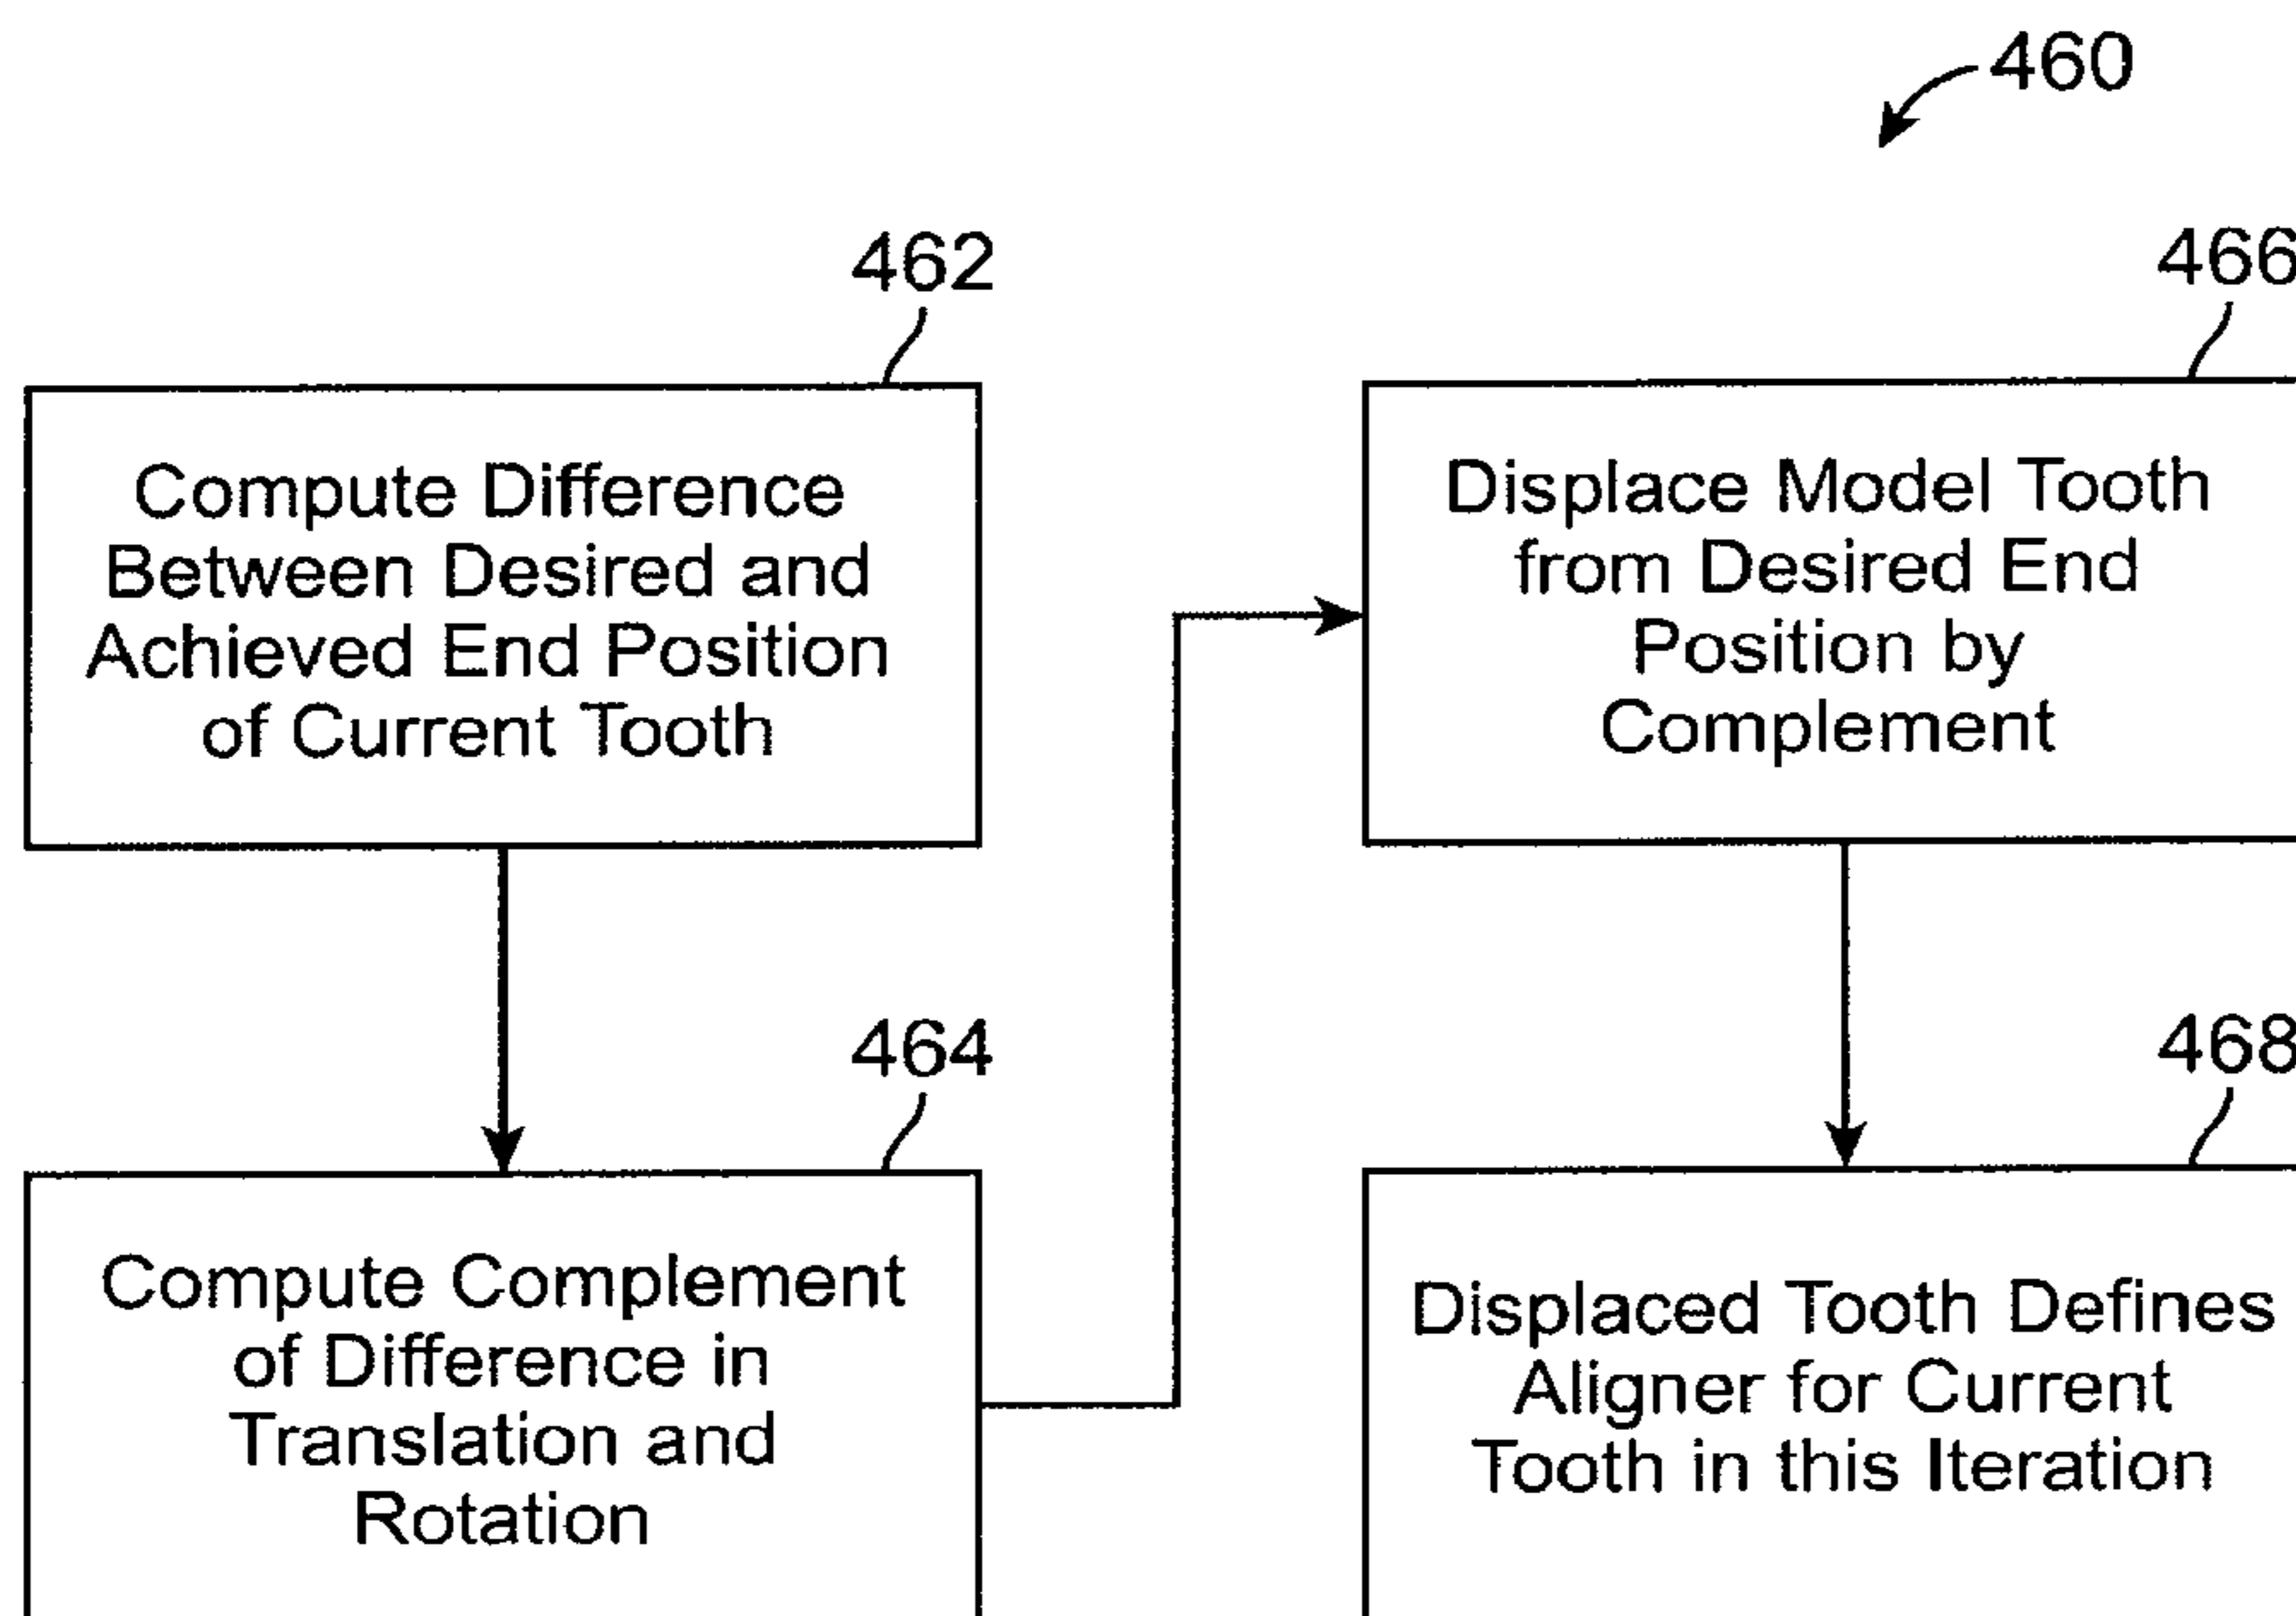 460
462
Compute Difference
Between Desired and
Achieved End Position
of Current Tooth
464
Compute Complement
of Difference in
Translation and
Rotation
466
Displace Model Tooth
from Desired End
Position by
Complement
468
Displaced Tooth Defines
Aligner for Current
Tooth in this Iteration